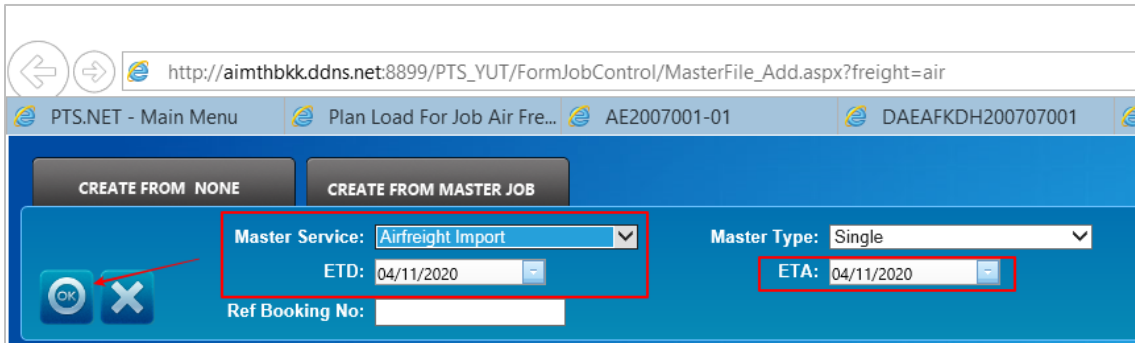 http://aimthbkk.ddns.net:8899/PTS_YUT/FormJobControl/MasterFile_Add.aspx?freight=air
PTS.NET - Main Menu Plan Load For Job Air Fre... AE2007001-01 DAEAFKDH200707001
CREATE FROM NONE CREATE FROM MASTER JOB
Master Service: Airfreight Import Master Type: Single
ETD: 04/11/2020 ETA: 04/11/2020
OK
Ref Booking No: